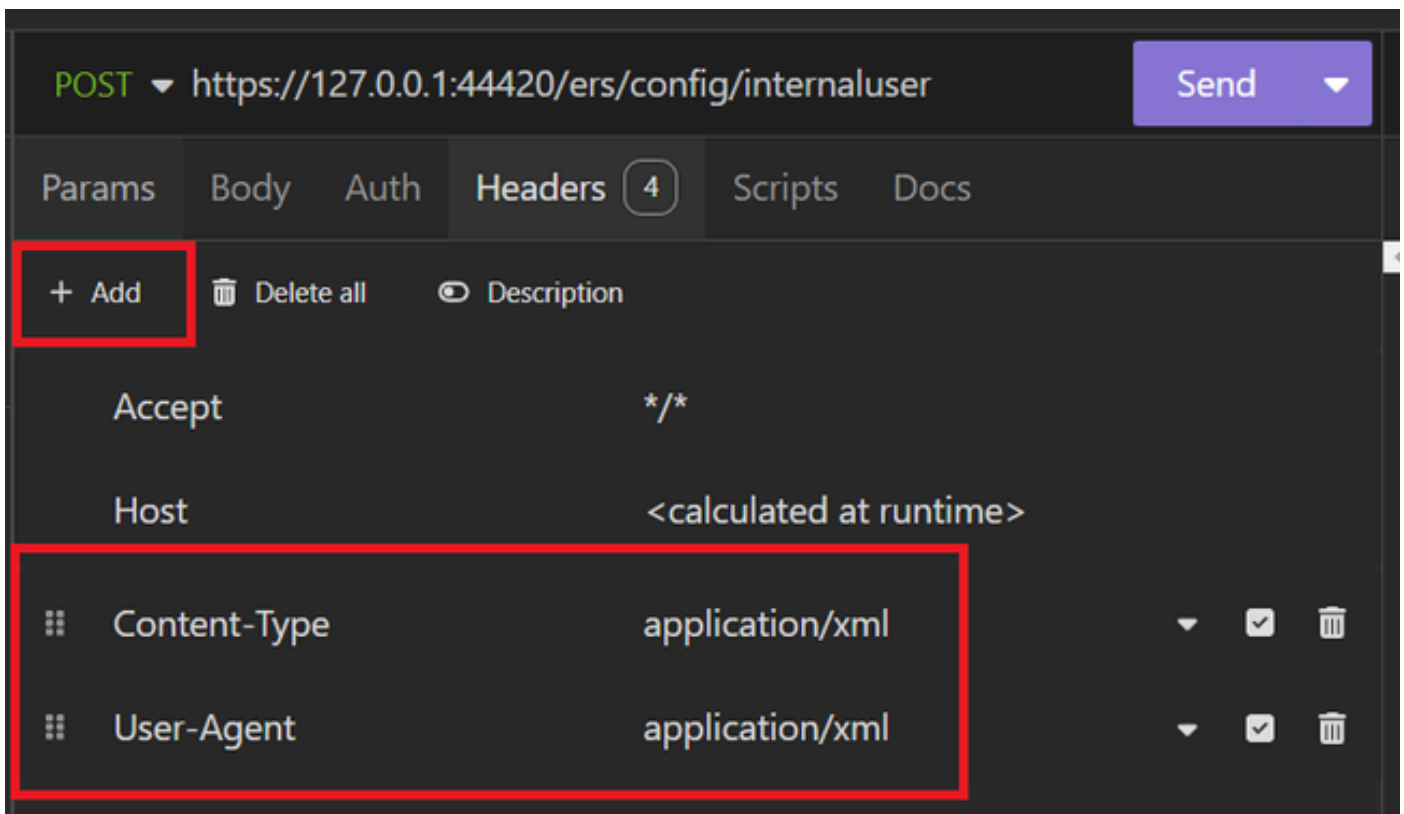 POST https://127.0.0.1:44420/ers/config/internaluser Send
Params Body Auth Headers 4 Scripts Docs
+ Add Delete all Description
Accept */*
Host <calculated at runtime>
Content-Type application/xml
User-Agent application/xml